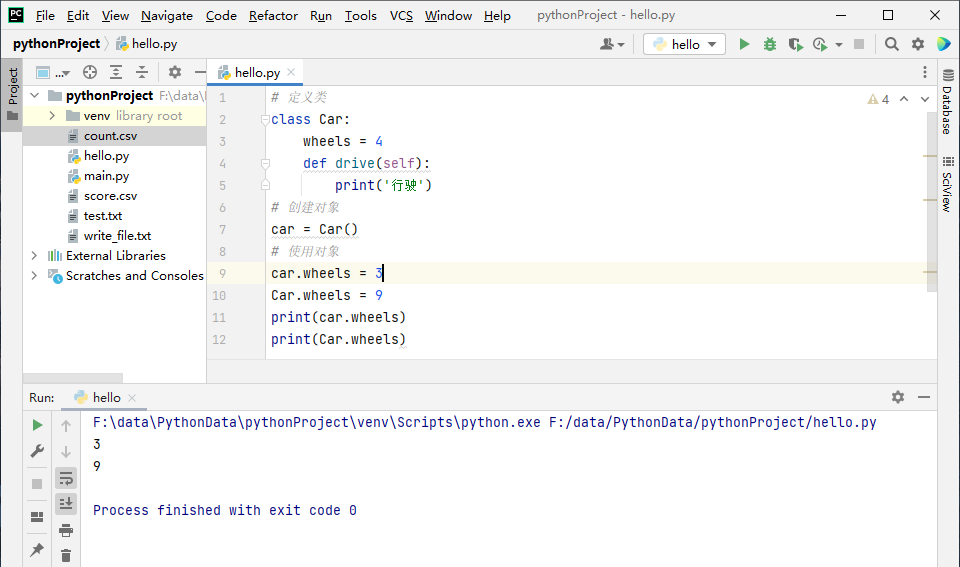 File Edit View Navigate Code Refactor Run Tools VCS Window Help pythonProject - hello.py
pythonProject hello.py hello
Project
... hello.py
pythonProject F:\data\
venv library root
count.csv
hello.py
main.py
score.csv
test.txt
write_file.txt
External Libraries
Scratches and Consoles
1 # 定义类
2 class Car:
3 wheels = 4
4 def drive(self):
5 print('行驶')
6 # 创建对象
7 car = Car()
8 # 使用对象
9 car.wheels = 3
10 Car.wheels = 9
11 print(car.wheels)
12 print(Car.wheels)
4
Database
SciView
Run: hello
F:\data\PythonData\pythonProject\venv\Scripts\python.exe F:/data/PythonData/pythonProject/hello.py
3
9
Process finished with exit code 0